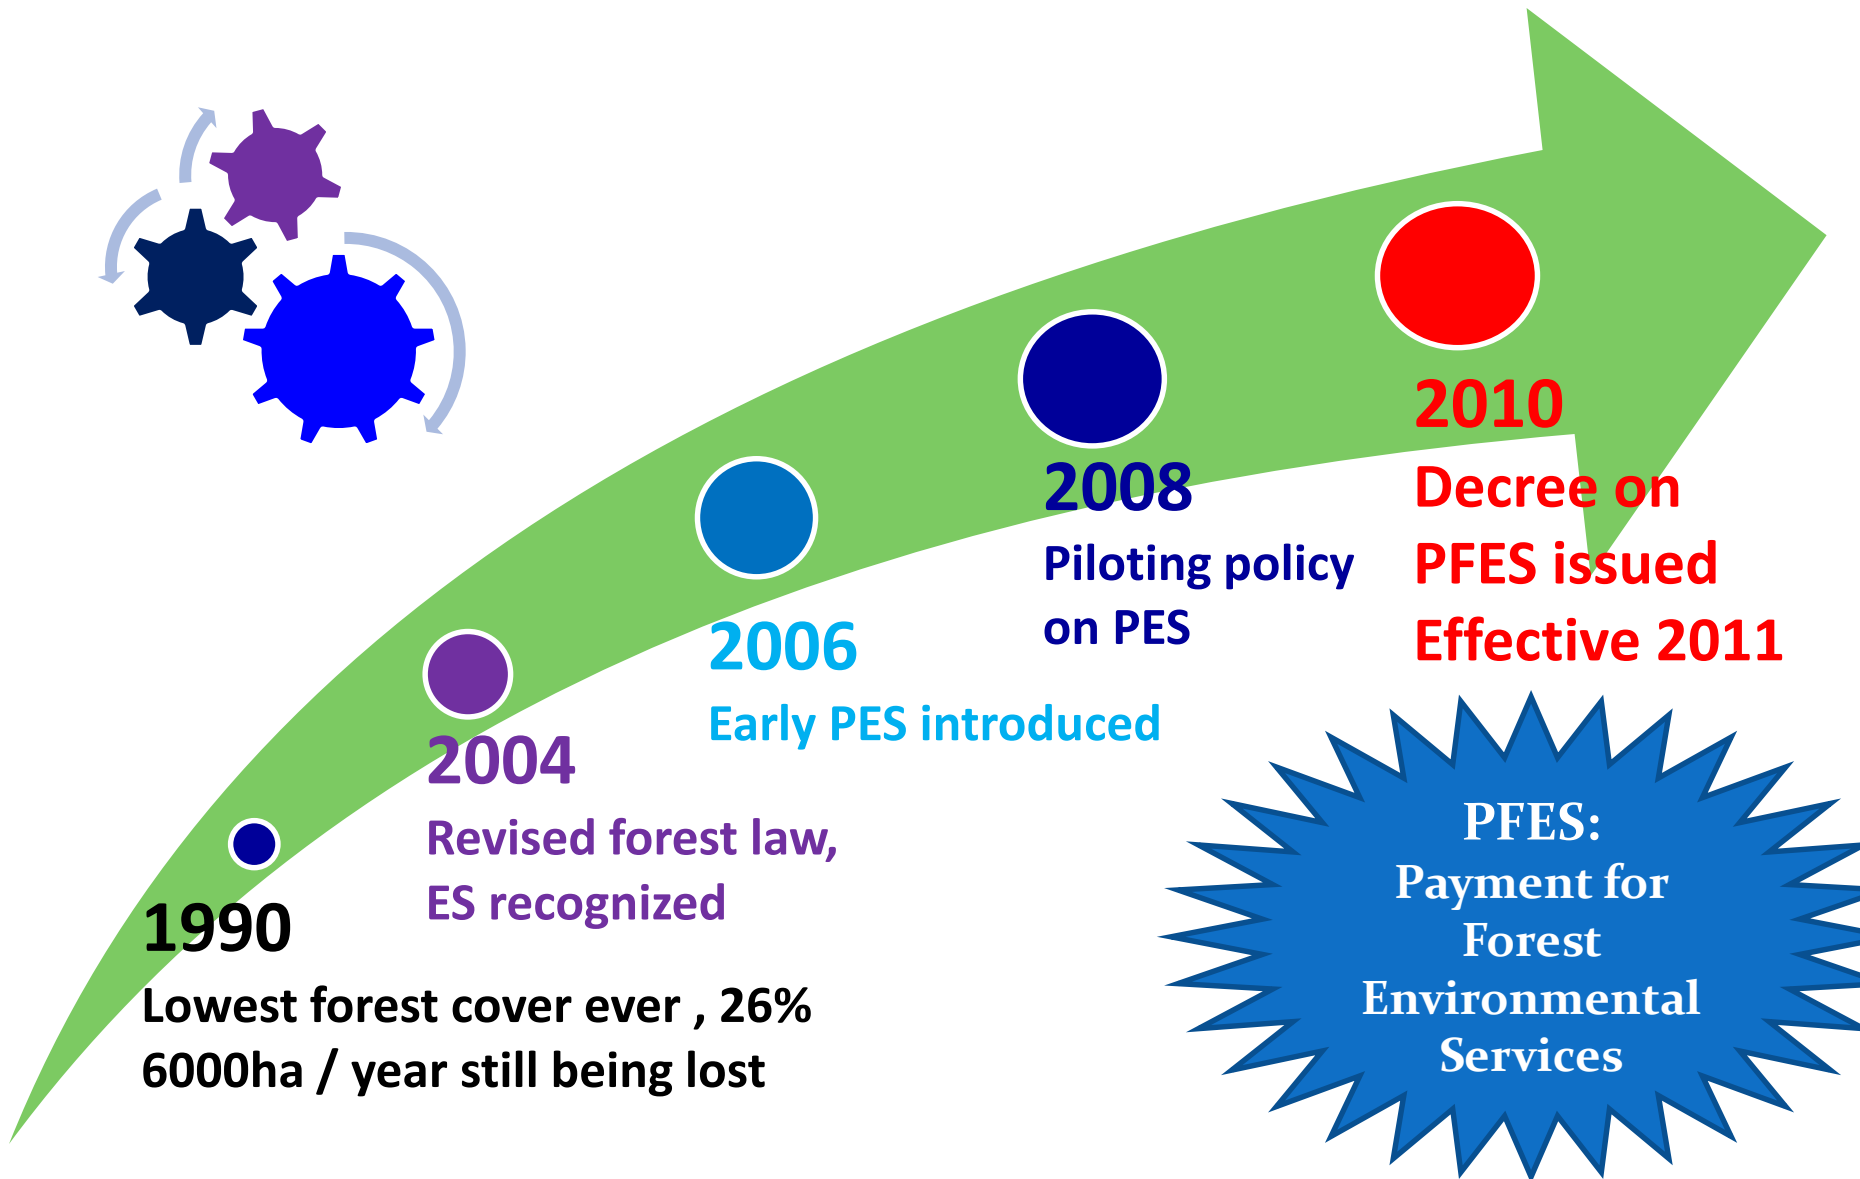 1990
Lowest forest cover ever , 26%
6000ha / year still being lost
2004
Revised forest law,
ES recognized
2006
Early PES introduced
2008
Piloting policy
on PES
2010
Decree on
PFES issued
Effective 2011
PFES:
Payment for
Forest
Environmental
Services